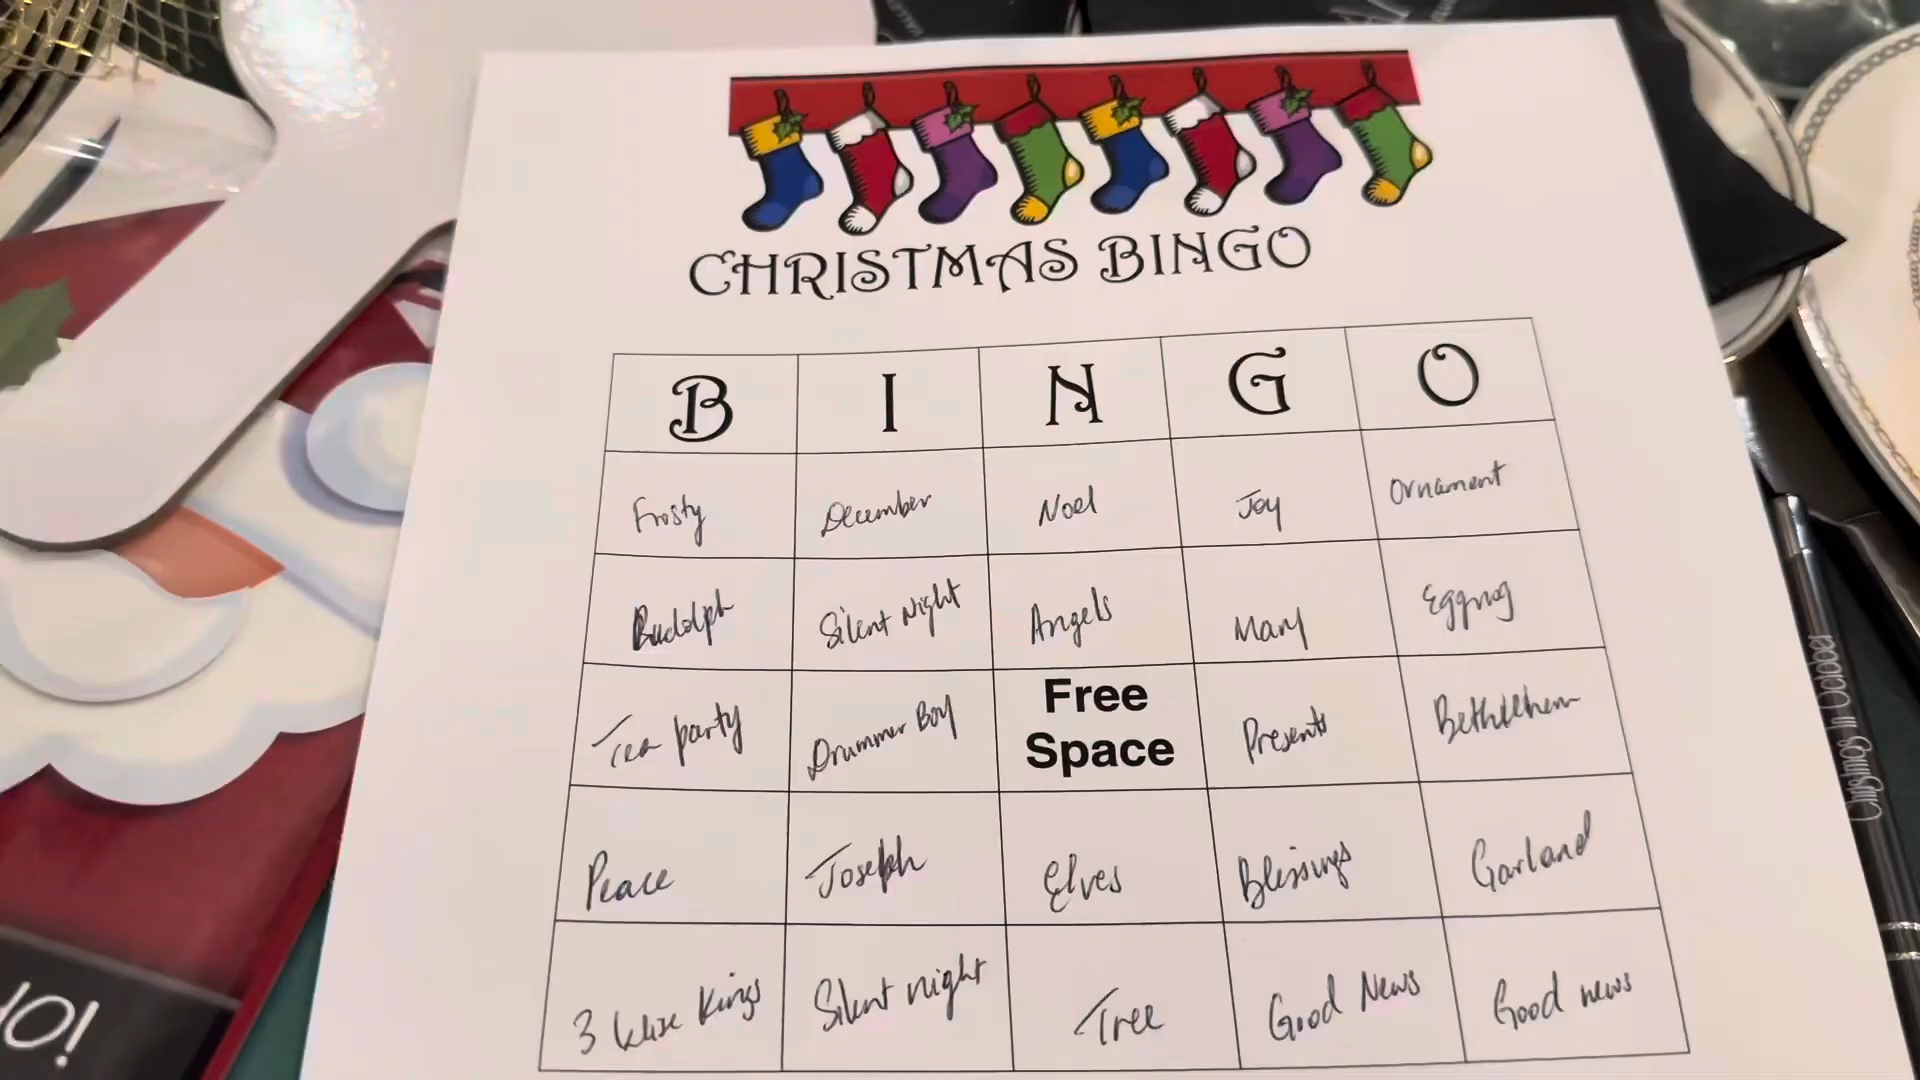 CHRISTMAS BINGO
B I N G O
Frosty December Noel Joy Ornament
Rudolph Silent Night Angels Mary Eggnog
Tea party Drummer Boy Free Space Presents Bethlehem
Peace Joseph Elves Blessings Garland
3 Wise Kings Silent night Tree Good News Good news
Christmas in October